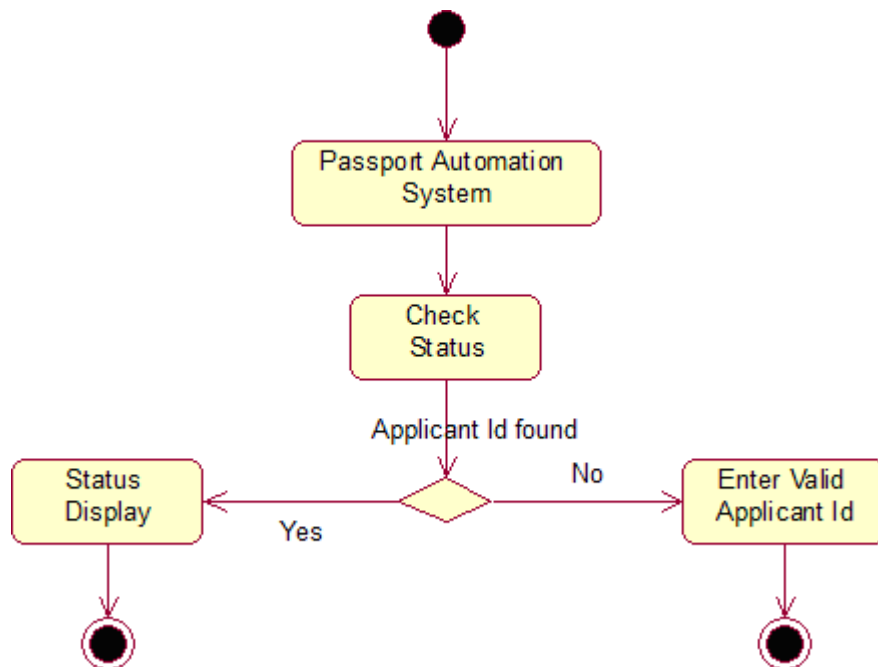 Passport Automation
System
Check
Status
Applicant Id found
Status
Display
Yes
No
Enter Valid
Applicant Id